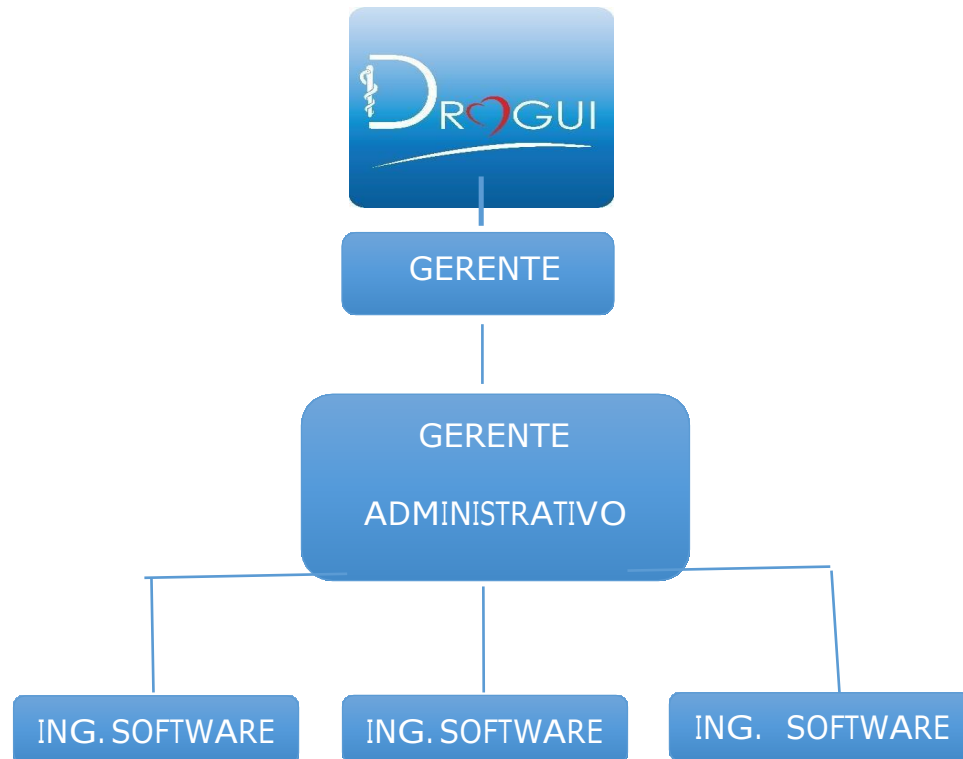 DROGUI
GERENTE
GERENTE
ADMINISTRATIVO
ING. SOFTWARE
ING. SOFTWARE
ING. SOFTWARE